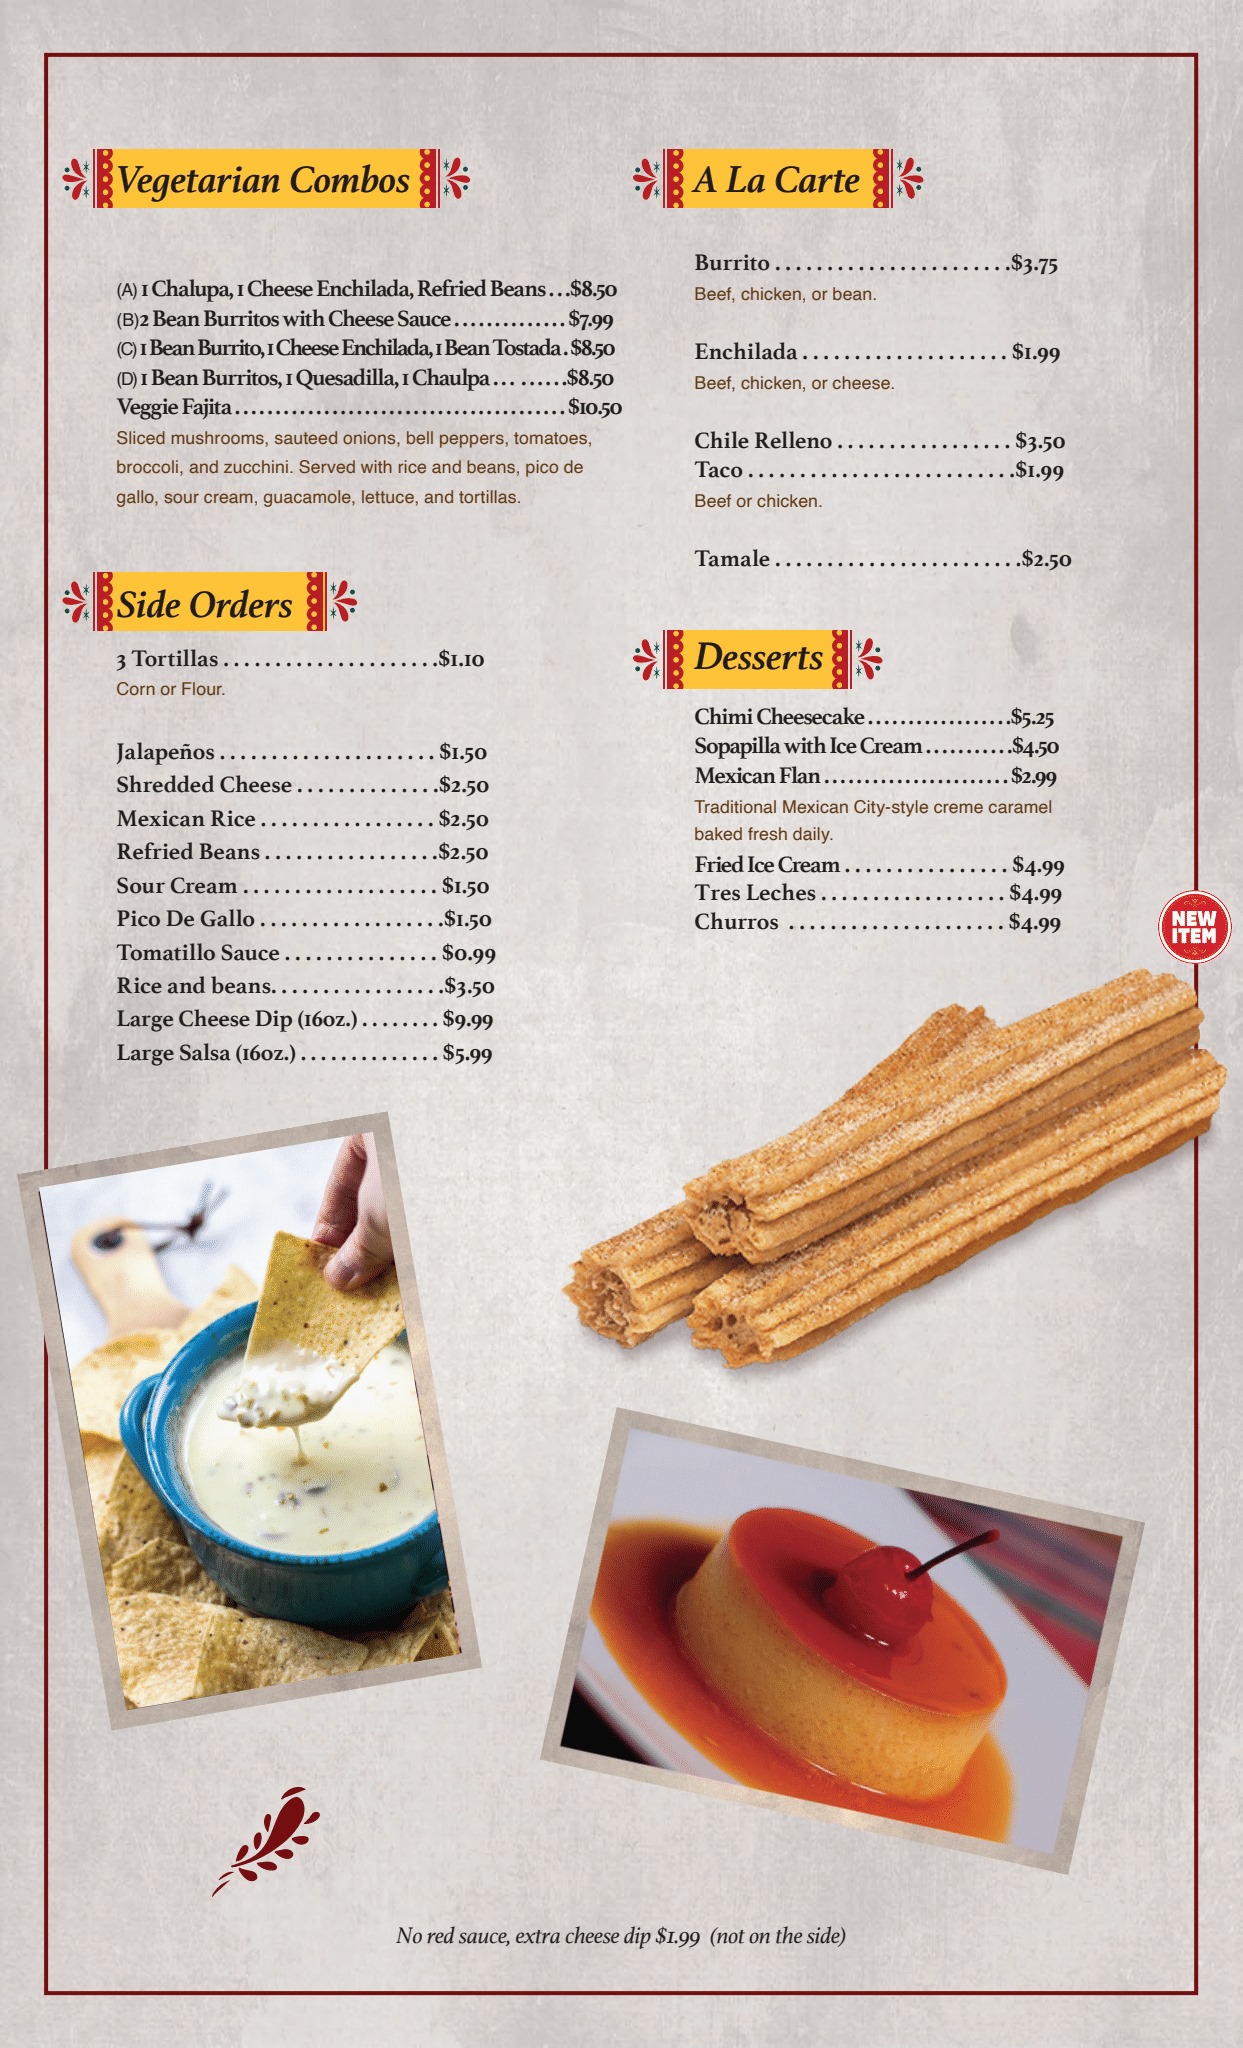 Vegetarian Combos
(A) 1 Chalupa, 1 Cheese Enchilada, Refried Beans...$8.50
(B)2 Bean Burritos with Cheese Sauce..............$7.99
(C) 1 Bean Burrito, 1 Cheese Enchilada, 1 Bean Tostada.$8.50
(D) 1 Bean Burritos, 1 Quesadilla, 1 Chaulpa... ......$8.50
Veggie Fajita.........................................$10.50
Sliced mushrooms, sauteed onions, bell peppers, tomatoes,
broccoli, and zucchini. Served with rice and beans, pico de
gallo, sour cream, guacamole, lettuce, and tortillas.
Side Orders
3 Tortillas.....................$1.10
Corn or Flour.
Jalapeños.....................$1.50
Shredded Cheese..............$2.50
Mexican Rice.................$2.50
Refried Beans.................$2.50
Sour Cream...................$1.50
Pico De Gallo..................$1.50
Tomatillo Sauce...............$0.99
Rice and beans.................$3.50
Large Cheese Dip (16oz.)........$9.99
Large Salsa (16oz.)..............$5.99
A La Carte
Burrito.......................$3.75
Beef, chicken, or bean.
Enchilada....................$1.99
Beef, chicken, or cheese.
Chile Relleno.................$3.50
Taco..........................$1.99
Beef or chicken.
Tamale........................$2.50
Desserts
Chimi Cheesecake..................$5.25
Sopapilla with Ice Cream...........$4.50
Mexican Flan.......................$2.99
Traditional Mexican City-style creme caramel
baked fresh daily.
Fried Ice Cream................$4.99
Tres Leches..................$4.99
Churros .....................$4.99
NEW
ITEM
No red sauce, extra cheese dip $1.99 (not on the side)